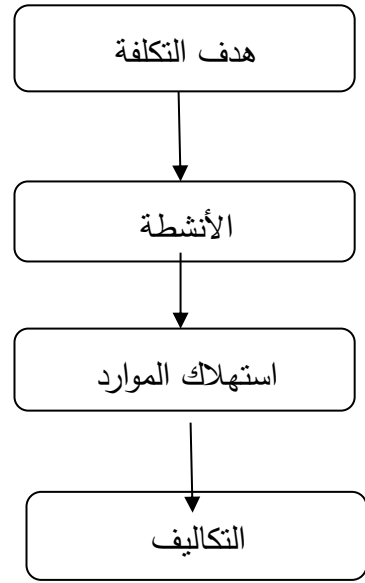 هدف التكلفة
الأنشطة
استهلاك الموارد
التكاليف